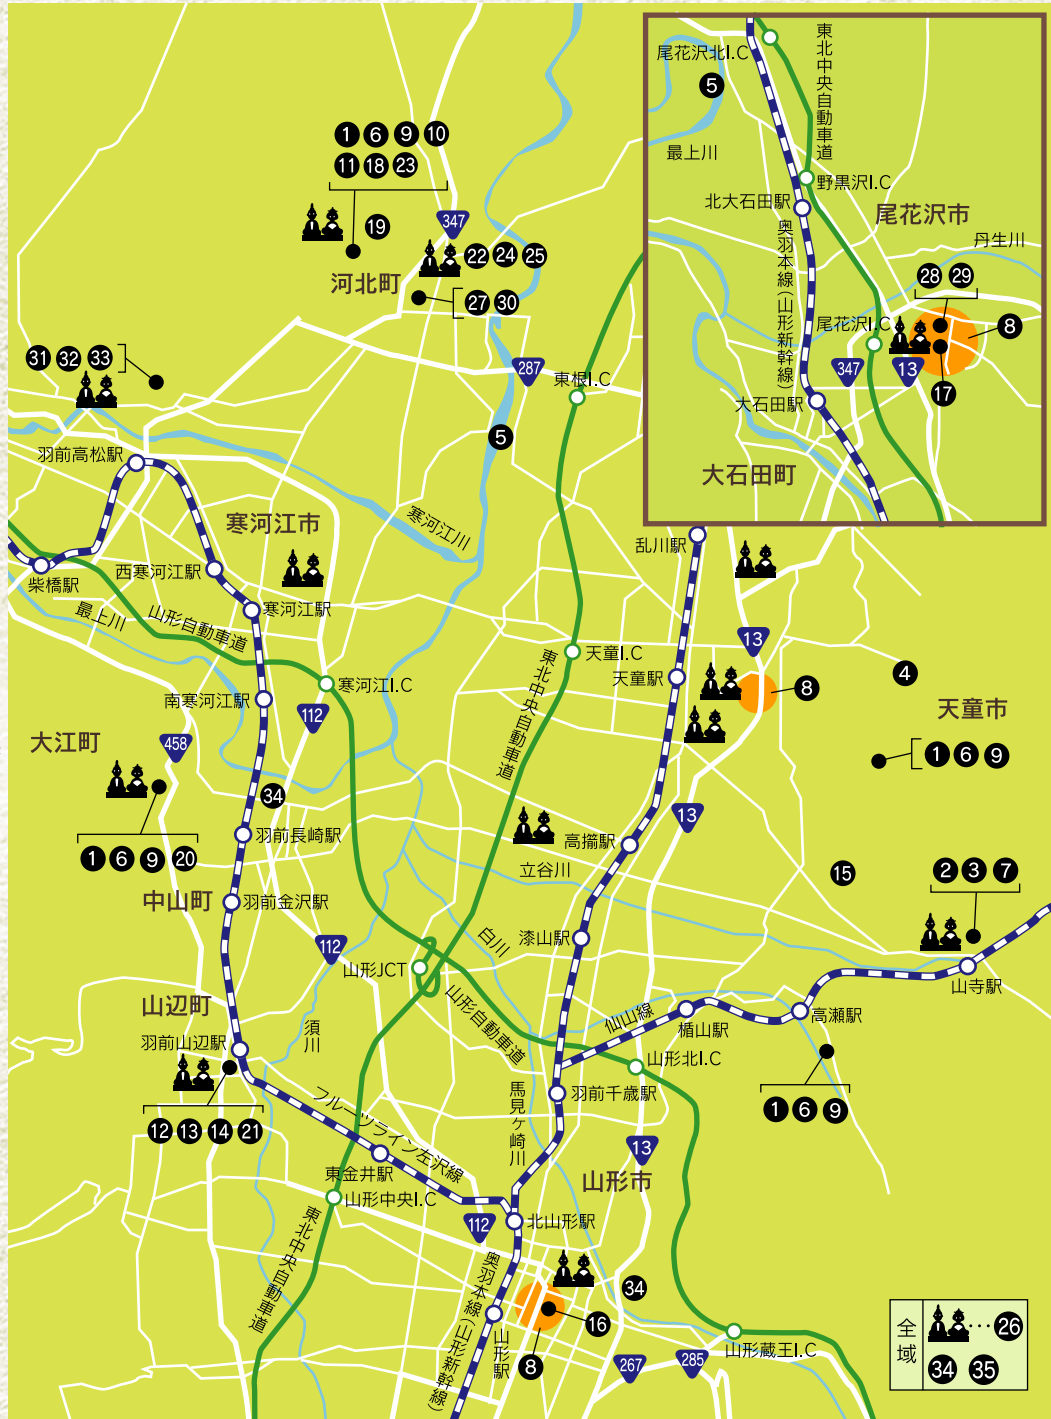 尾花沢北I.C
東北中央自動車道
5
最上川
野黒沢I.C
北大石田駅
尾花沢市
奥羽本線(山形新幹線)
丹生川
28 29
8
尾花沢I.C
347
13
17
大石田駅
大石田町
1 6 9 10
11 18 23
19
347
22 24 25
河北町
27 30
31 32 33
287
東根I.C
5
羽前高松駅
寒河江市
寒河江川
乱川駅
柴橋駅
西寒河江駅
最上川
山形自動車道
寒河江駅
13
天童I.C
東北中央自動車道
天童駅
4
8
寒河江I.C
南寒河江駅
112
天童市
大江町
458
1 6 9
34
13
羽前長崎駅
高擶駅
1 6 9 20
立谷川
15
2 3 7
中山町
羽前金沢駅
漆山駅
白川
112
山形JCT
山寺駅
山辺町
山形自動車道
仙山線
楯山駅
高瀬駅
須川
羽前山辺駅
山形北I.C
馬見ヶ崎川
羽前千歳駅
1 6 9
フルーツライン左沢線
12 13 14 21
13
東金井駅
山形市
山形中央I.C
東北中央自動車道
112
北山形駅
奥羽本線(山形新幹線)
34
16
山形駅
8
山形蔵王I.C
267
285
全域
…26
34 35